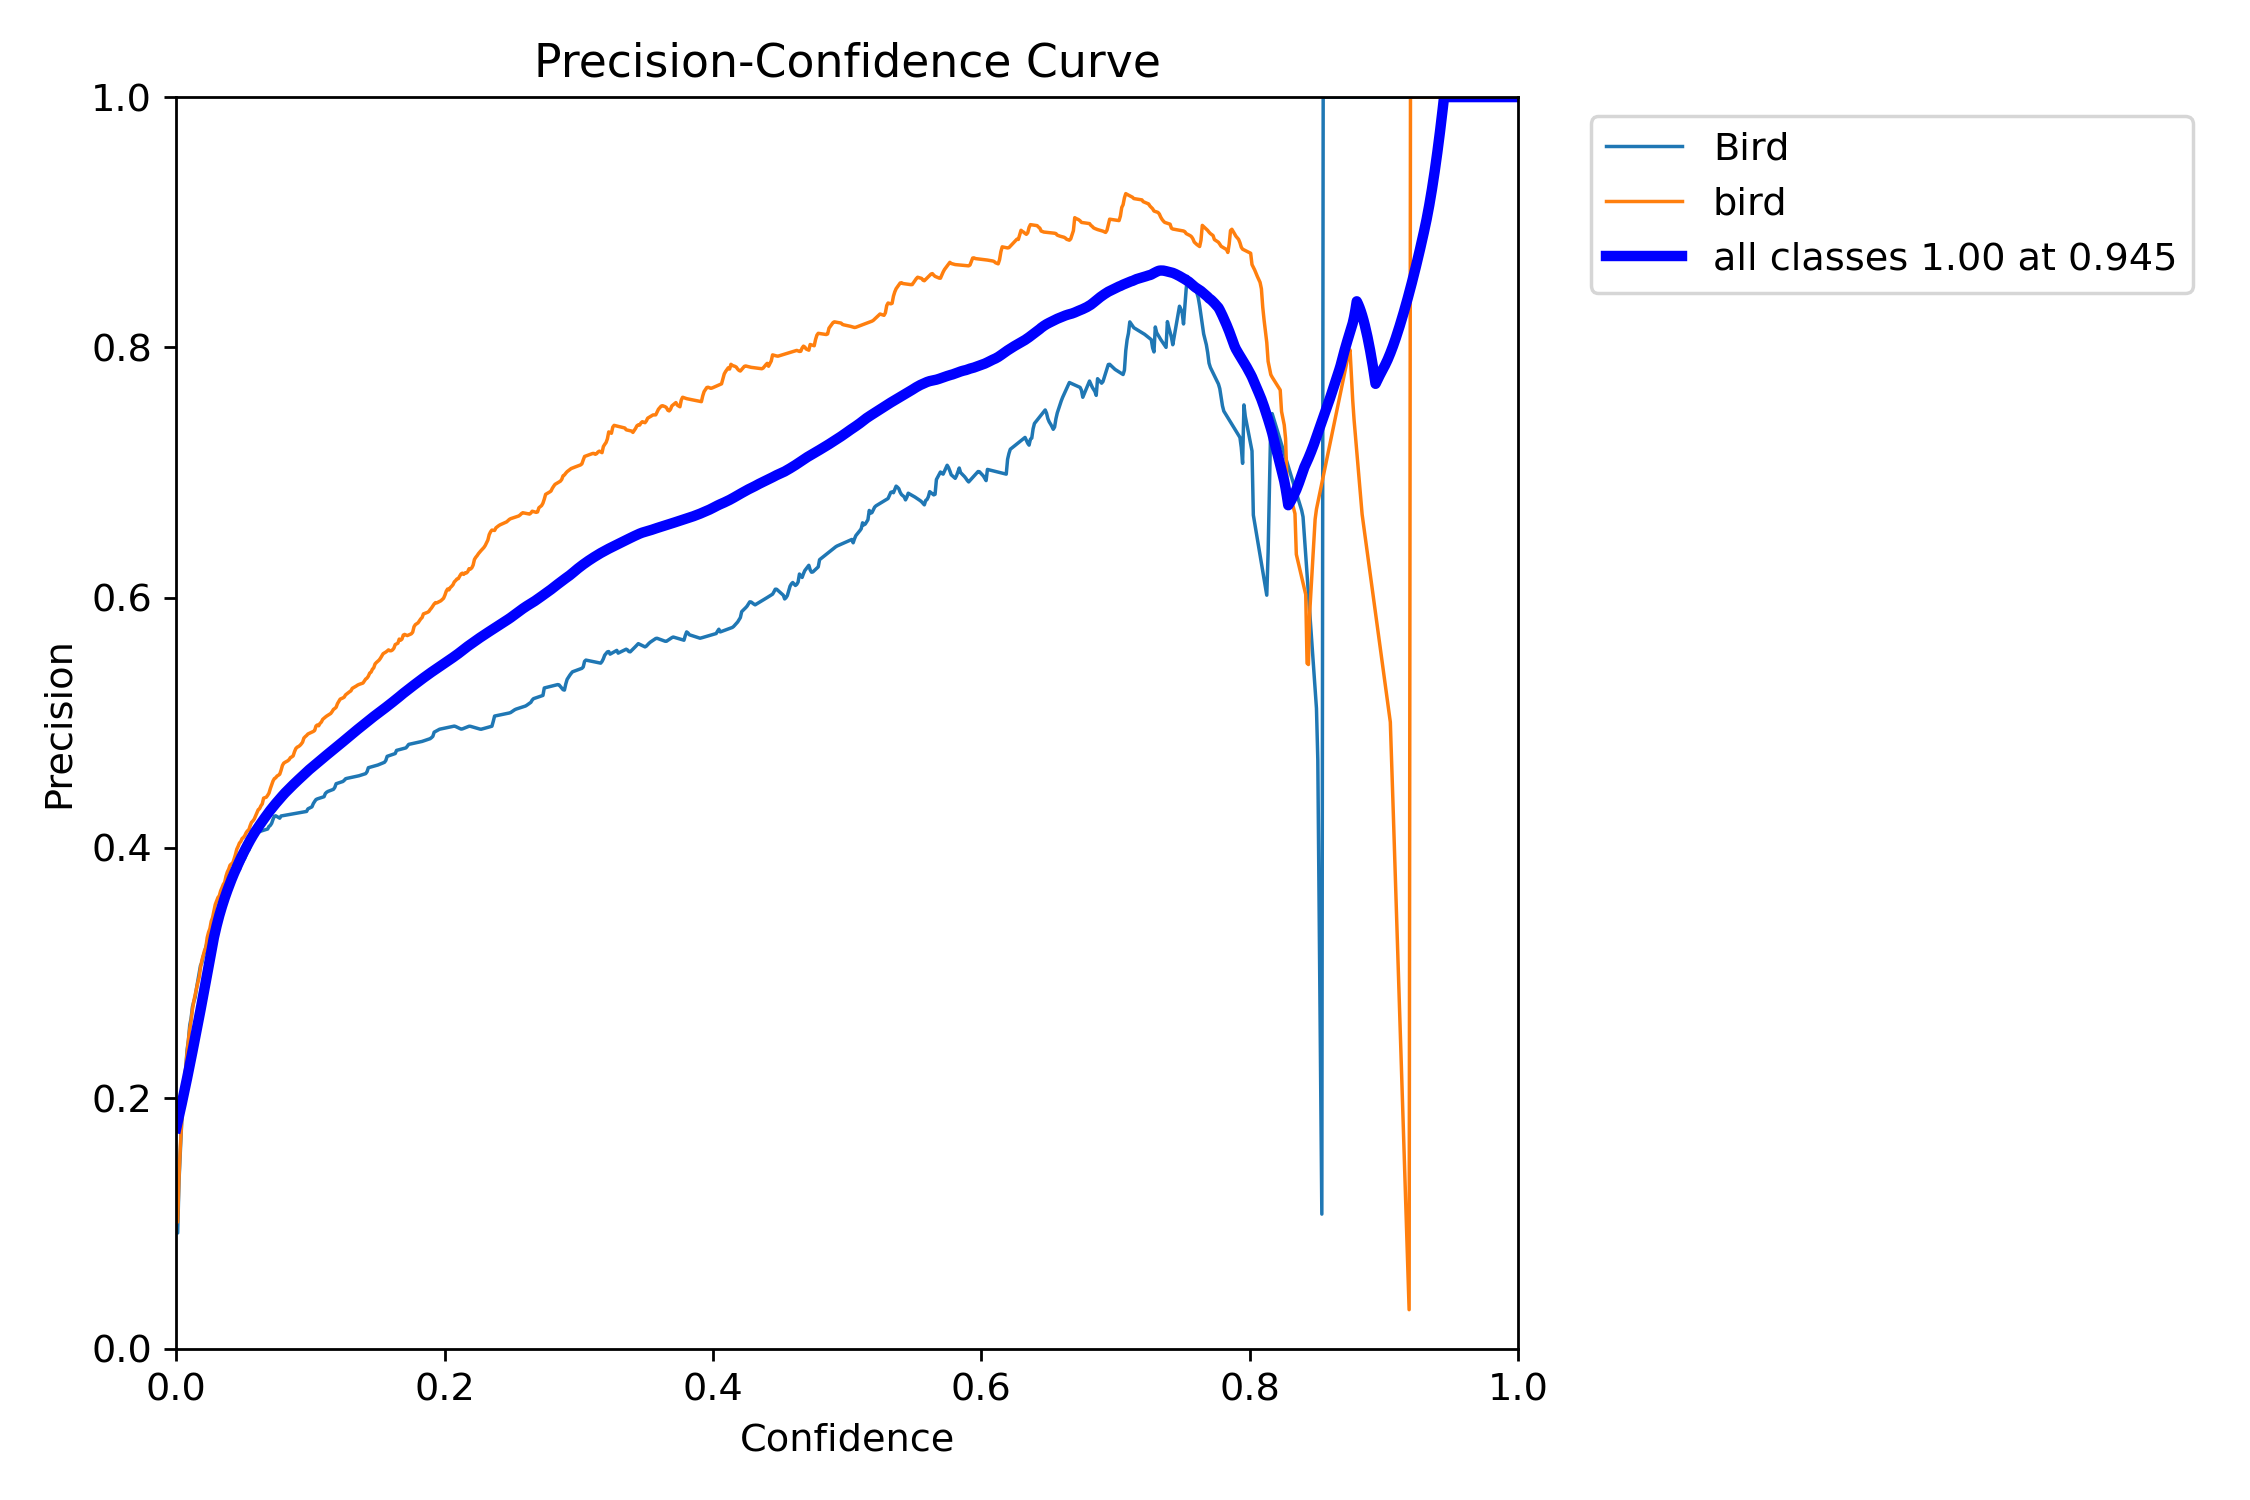 Precision-Confidence Curve
1.0
0.8
0.6
0.4
0.2
0.0
Precision
0.0 0.2 0.4 0.6 0.8 1.0
Confidence
Bird
bird
all classes 1.00 at 0.945